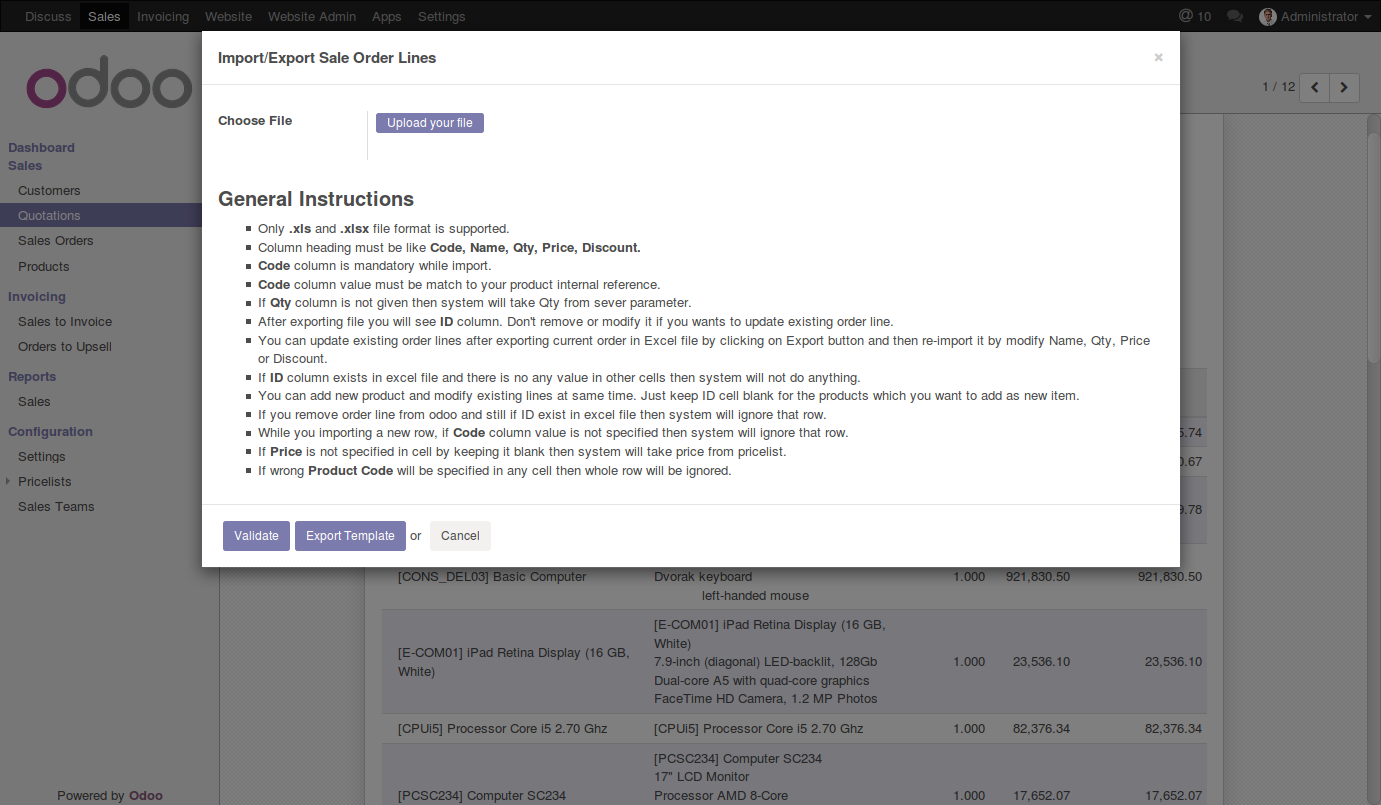 Discuss Sales Invoicing Website Website Admin Apps Settings @ 10 Administrator
odoo
Import/Export Sale Order Lines ×
1 / 12
Choose File Upload your file
Dashboard
Sales
Customers
Quotations
Sales Orders
Products
Invoicing
Sales to Invoice
Orders to Upsell
Reports
Sales
Configuration
Settings
Pricelists
Sales Teams
Powered by Odoo
General Instructions
Only .xls and .xlsx file format is supported.
Column heading must be like Code, Name, Qty, Price, Discount.
Code column is mandatory while import.
Code column value must be match to your product internal reference.
If Qty column is not given then system will take Qty from sever parameter.
After exporting file you will see ID column. Don't remove or modify it if you wants to update existing order line.
You can update existing order lines after exporting current order in Excel file by clicking on Export button and then re-import it by modify Name, Qty, Price
or Discount.
If ID column exists in excel file and there is no any value in other cells then system will not do anything.
You can add new product and modify existing lines at same time. Just keep ID cell blank for the products which you want to add as new item.
If you remove order line from odoo and still if ID exist in excel file then system will ignore that row.
While you importing a new row, if Code column value is not specified then system will ignore that row.
If Price is not specified in cell by keeping it blank then system will take price from pricelist.
If wrong Product Code will be specified in any cell then whole row will be ignored.
Validate Export Template or Cancel
.74
.67
.78
[CONS_DEL03] Basic Computer Dvorak keyboard 1.000 921,830.50 921,830.50
left-handed mouse
[E-COM01] iPad Retina Display (16 GB,
White)
[E-COM01] iPad Retina Display (16 GB,
White)
7.9-inch (diagonal) LED-backlit, 128Gb
Dual-core A5 with quad-core graphics
FaceTime HD Camera, 1.2 MP Photos
1.000 23,536.10 23,536.10
[CPUi5] Processor Core i5 2.70 Ghz [CPUi5] Processor Core i5 2.70 Ghz 1.000 82,376.34 82,376.34
[PCSC234] Computer SC234
17" LCD Monitor
[PCSC234] Computer SC234 Processor AMD 8-Core 1.000 17,652.07 17,652.07